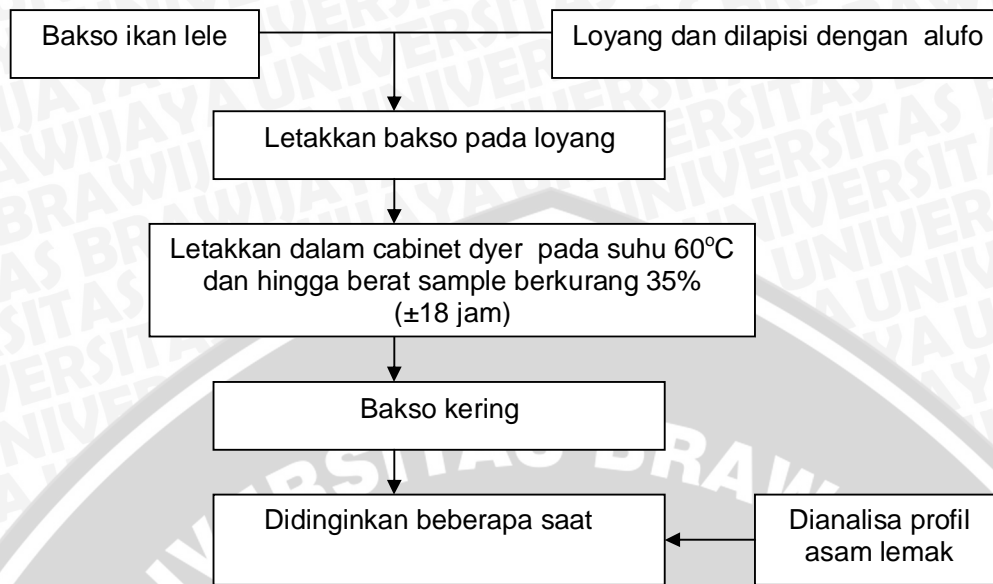 Bakso ikan lele
Loyang dan dilapisi dengan alufo
Letakkan bakso pada loyang
Letakkan dalam cabinet dyer pada suhu 60°C
dan hingga berat sample berkurang 35%
(±18 jam)
Bakso kering
Didinginkan beberapa saat
Dianalisa profil
asam lemak